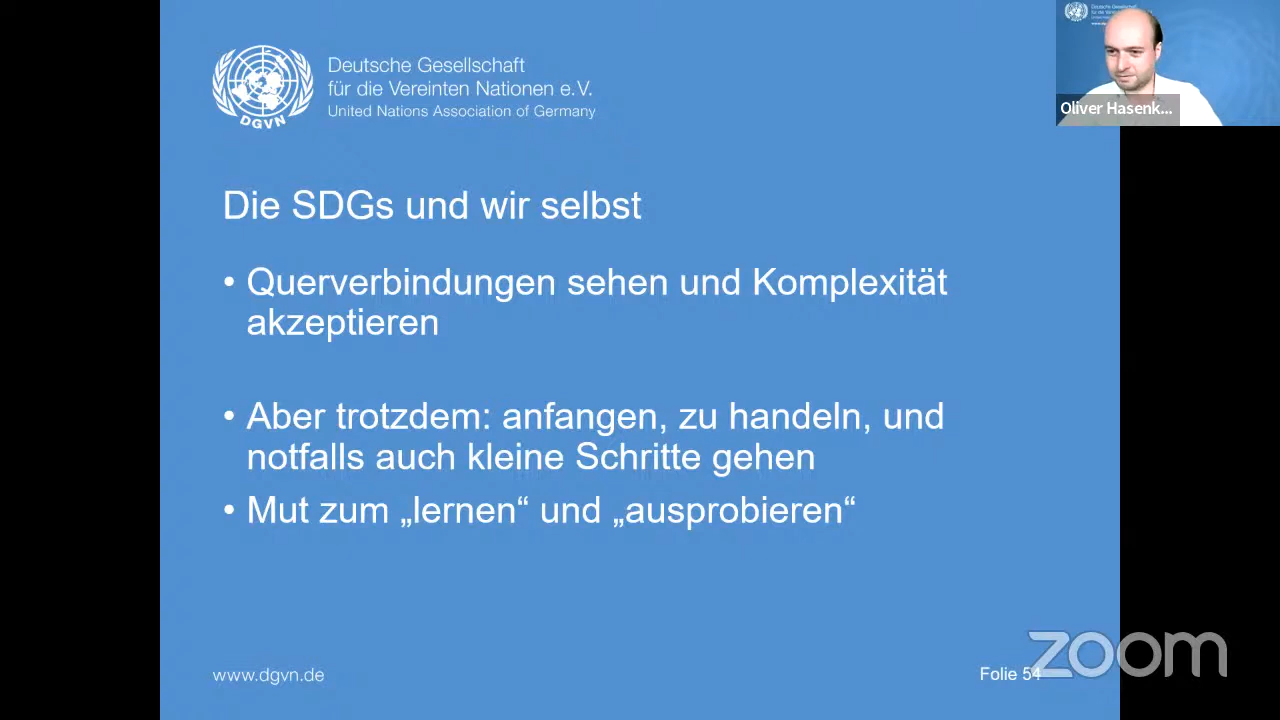 Deutsche Gesellschaft
für die Vereinten Nationen e.V.
United Nations Association of Germany
DGVN
Oliver Hasenk...
Die SDGs und wir selbst
• Querverbindungen sehen und Komplexität
akzeptieren
• Aber trotzdem: anfangen, zu handeln, und
notfalls auch kleine Schritte gehen
• Mut zum „lernen“ und „ausprobieren“
www.dgvn.de
Folie 54
zoom